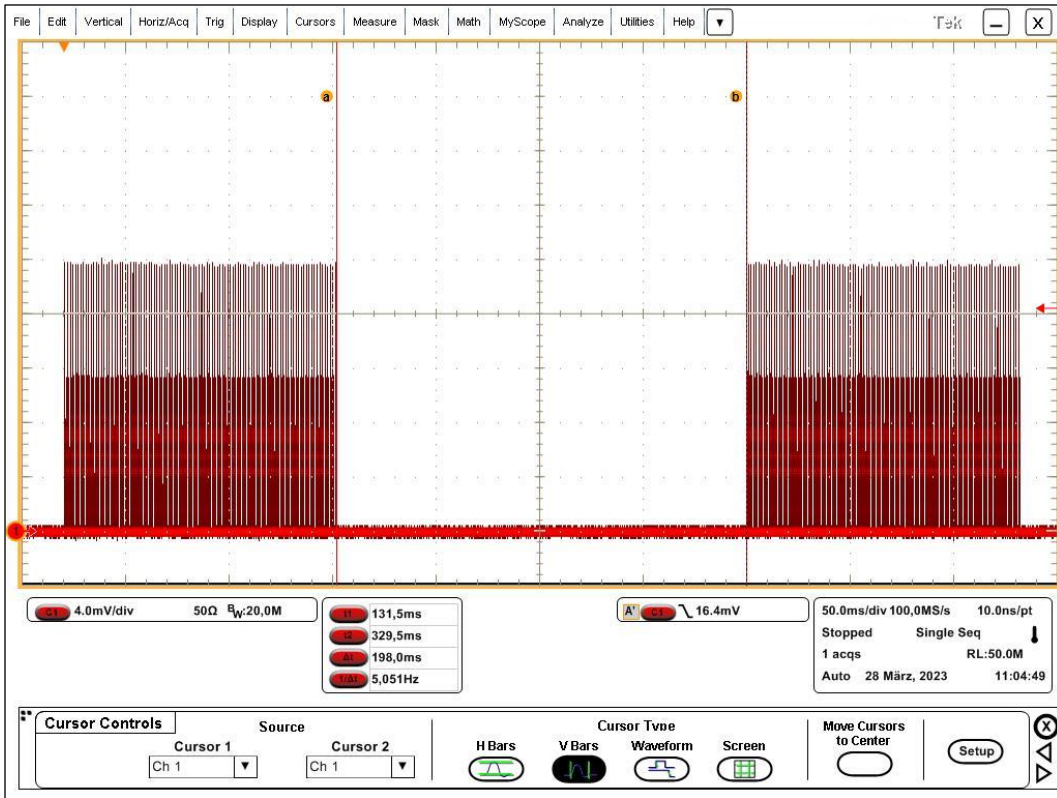 File Edit Vertical Horiz/Acq Trig Display Cursors Measure Mask Math MyScope Analyze Utilities Help Tek X
a b
1
C1 4.0mV/div 50Ω BW:20,0M
t1 131,5ms
t2 329,5ms
Δt 198,0ms
1/Δt 5,051Hz
A' C1 16.4mV
50.0ms/div 100,0MS/s 10.0ns/pt
Stopped Single Seq
1 acqs RL:50.0M
Auto 28 März, 2023 11:04:49
Cursor Controls Source Cursor Type Move Cursors
to Center
Cursor 1 Cursor 2 H Bars V Bars Waveform Screen Setup
Ch 1 Ch 1
X